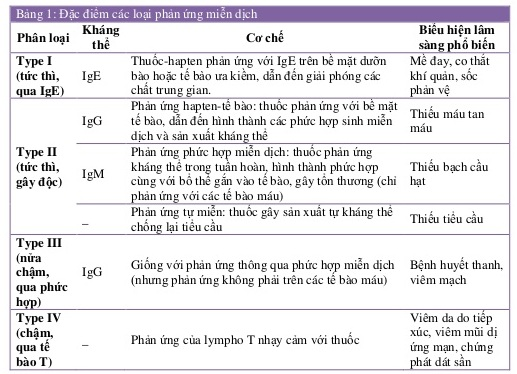 Bảng 1: Đặc điểm các loại phản ứng miễn dịch
Phân loại
Kháng
thể
Cơ chế
Biểu hiện lâm
sàng phổ biến
Type I
(tức thì,
qua IgE)
IgE
Thuốc-hapten phản ứng với IgE trên bề mặt dưỡng
bào hoặc tế bào ưa kiềm, dẫn đến giải phóng các
chất trung gian.
Mề đay, co thắt
khí quản, sốc
phản vệ
Type II
(tức thì,
gây độc)
IgG
Phản ứng hapten-tế bào: thuốc phản ứng với bề mặt
tế bào, dẫn đến hình thành các phức hợp sinh miễn
dịch và sản xuất kháng thể
Thiếu máu tan
máu
IgM
Phản ứng phức hợp miễn dịch: thuốc phản ứng
kháng thể trong tuần hoàn, hình thành phức hợp
cùng với bổ thể gắn vào tế bào, gây tổn thương (chỉ
phản ứng với các tế bào máu)
Thiếu bạch cầu
hạt
_
Phản ứng tự miễn: thuốc gây sản xuất tự kháng thể
chống lại tiểu cầu
Thiếu tiểu cầu
Type III
(nửa
chậm,
qua phức
hợp)
IgG
Giống với phản ứng thông qua phức hợp miễn dịch
(nhưng phản ứng không phải trên các tế bào máu)
Bệnh huyết thanh,
viêm mạch
Type IV
(chậm,
qua tế
bào T)
_
Phản ứng của lympho T nhạy cảm với thuốc
Viêm da do tiếp
xúc, viêm mũi dị
ứng mạn, chứng
phát dát sần